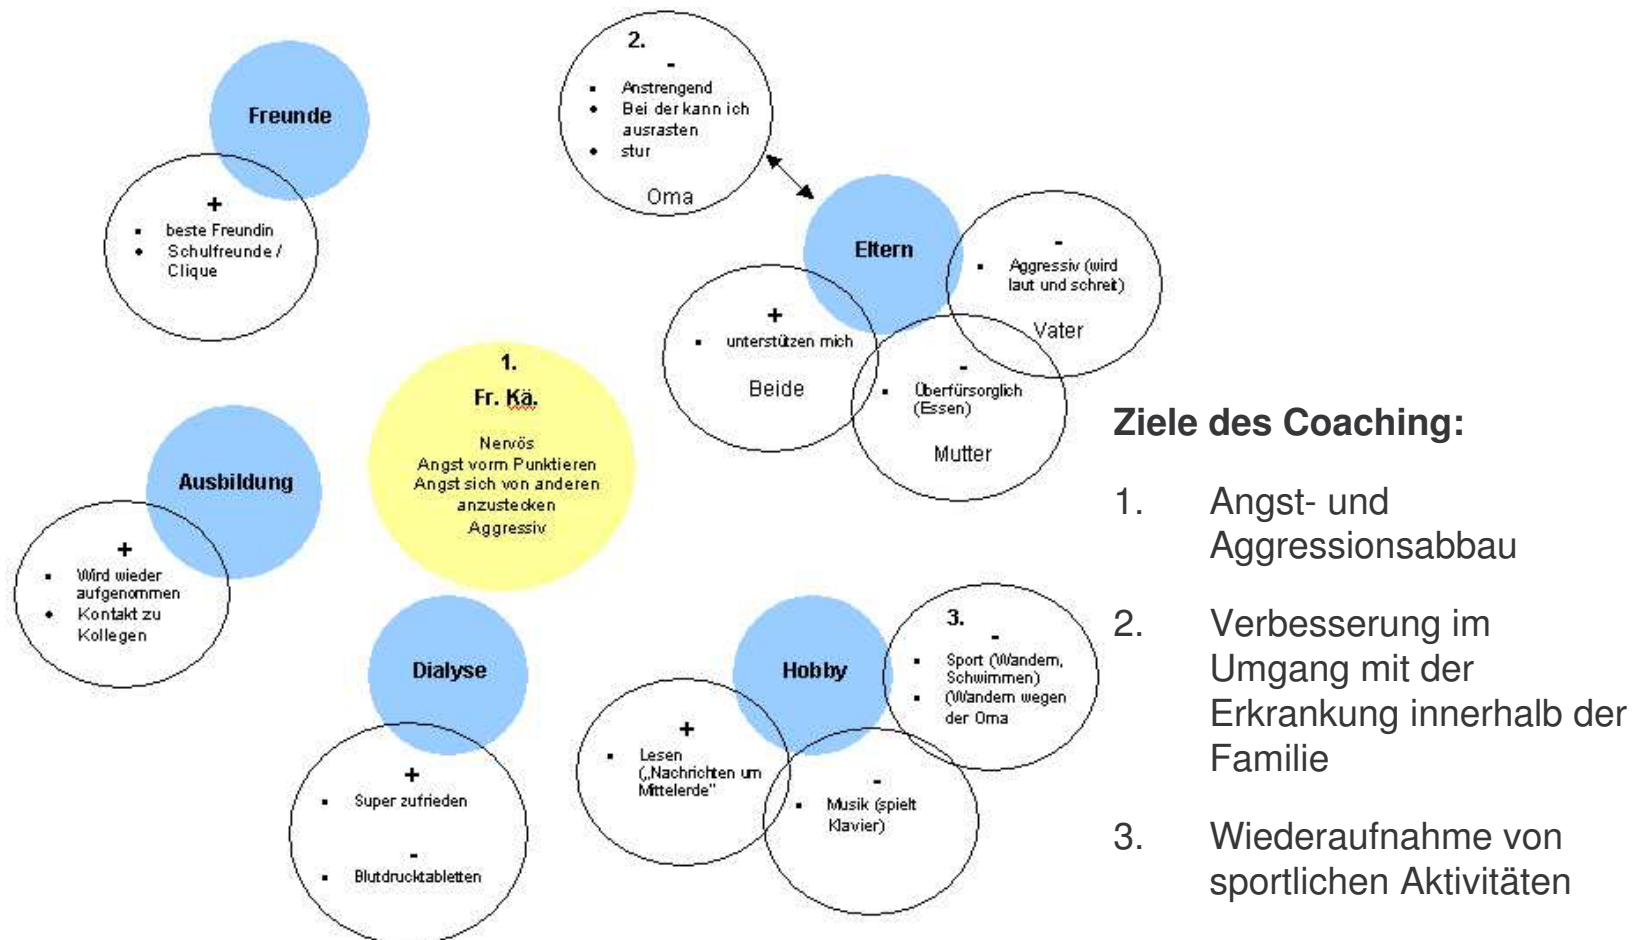 Freunde
+
▪ beste Freundin
• Schulfreunde /
Clique
2.
-
▪ Anstrengend
• Bei der kann ich
ausrasten
• stur
Oma
Eltern
-
▪ Aggressiv (wird
laut und schreit)
Vater
+
▪ unterstützen mich
Beide
-
▪ Überfürsorglich
(Essen)
Mutter
1.
Fr. Kä.
Nervös
Angst vorm Punktieren
Angst sich von anderen
anzustecken
Aggressiv
Ausbildung
+
▪ Wird wieder
aufgenommen
• Kontakt zu
Kollegen
Dialyse
+
▪ Super zufrieden
-
▪ Blutdrucktabletten
Hobby
3.
-
▪ Sport (Wandern,
Schwimmen)
▪ (Wandern wegen
der Oma
+
▪ Lesen
(„Nachrichten um
Mittelerde"
-
▪ Musik (spielt
Klavier)
Ziele des Coaching:
1. Angst- und
Aggressionsabbau
2. Verbesserung im
Umgang mit der
Erkrankung innerhalb der
Familie
3. Wiederaufnahme von
sportlichen Aktivitäten